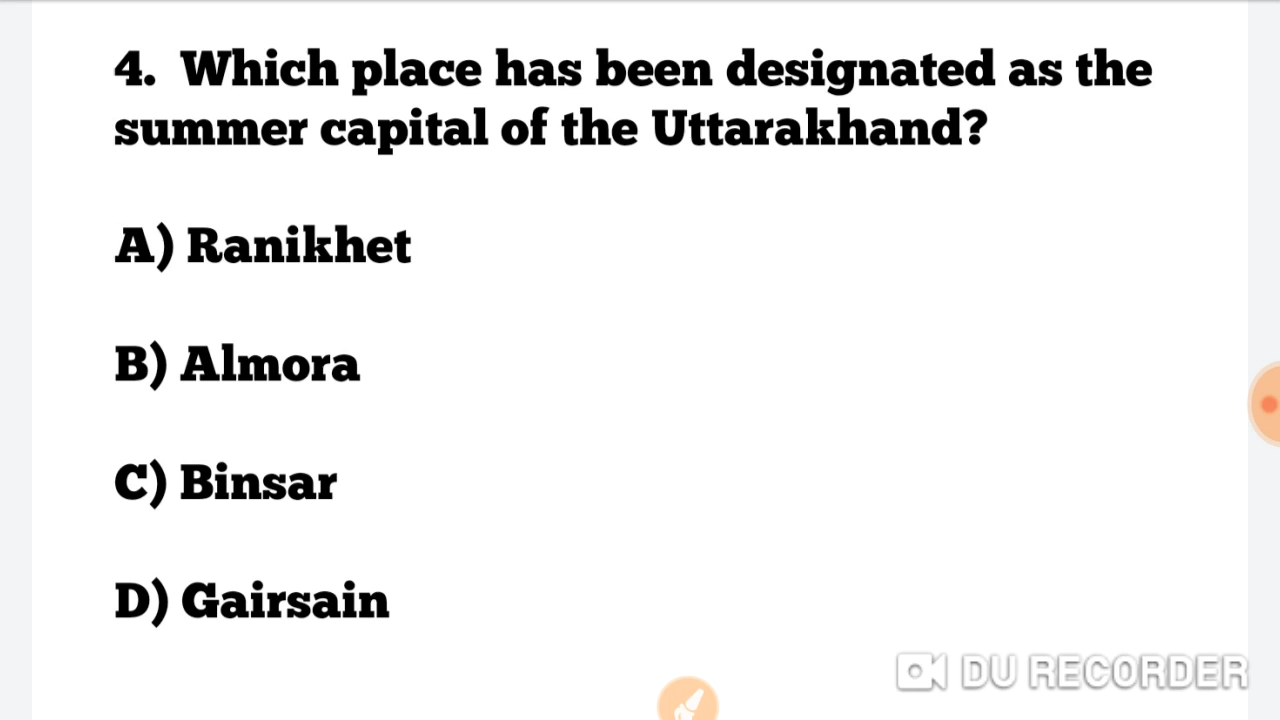 4. Which place has been designated as the
summer capital of the Uttarakhand?
A) Ranikhet
B) Almora
C) Binsar
D) Gairsain
DU RECORDER